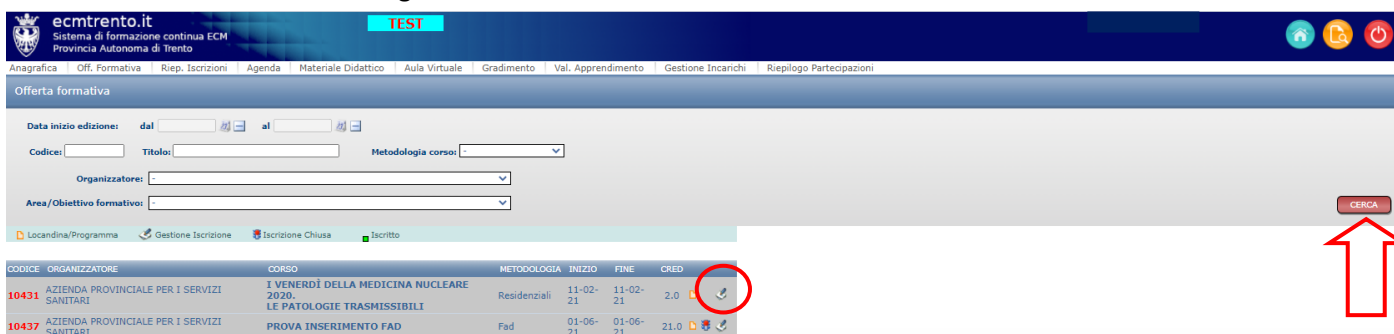 ecmtrento.it
TEST
Sistema di formazione continua ECM
Provincia Autonoma di Trento
Anagrafica Off. Formativa Riep. Iscrizioni Agenda Materiale Didattico Aula Virtuale Gradimento Val. Apprendimento Gestione Incarichi Riepilogo Partecipazioni
Offerta formativa
Data inizio edizione: dal al
Codice: Titolo: Metodologia corso: -
Organizzatore: -
Area/Obiettivo formativo: -
CERCA
Locandina/Programma Gestione Iscrizione Iscrizione Chiusa Iscritto
CODICE ORGANIZZATORE CORSO METODOLOGIA INIZIO FINE CRED
10431 AZIENDA PROVINCIALE PER I SERVIZI SANITARI I VENERDÌ DELLA MEDICINA NUCLEARE 2020. LE PATOLOGIE TRASMISSIBILI Residenziali 11-02-21 11-02-21 2.0
10437 AZIENDA PROVINCIALE PER I SERVIZI SANITARI PROVA INSERIMENTO FAD Fad 01-06-21 01-06-21 21.0